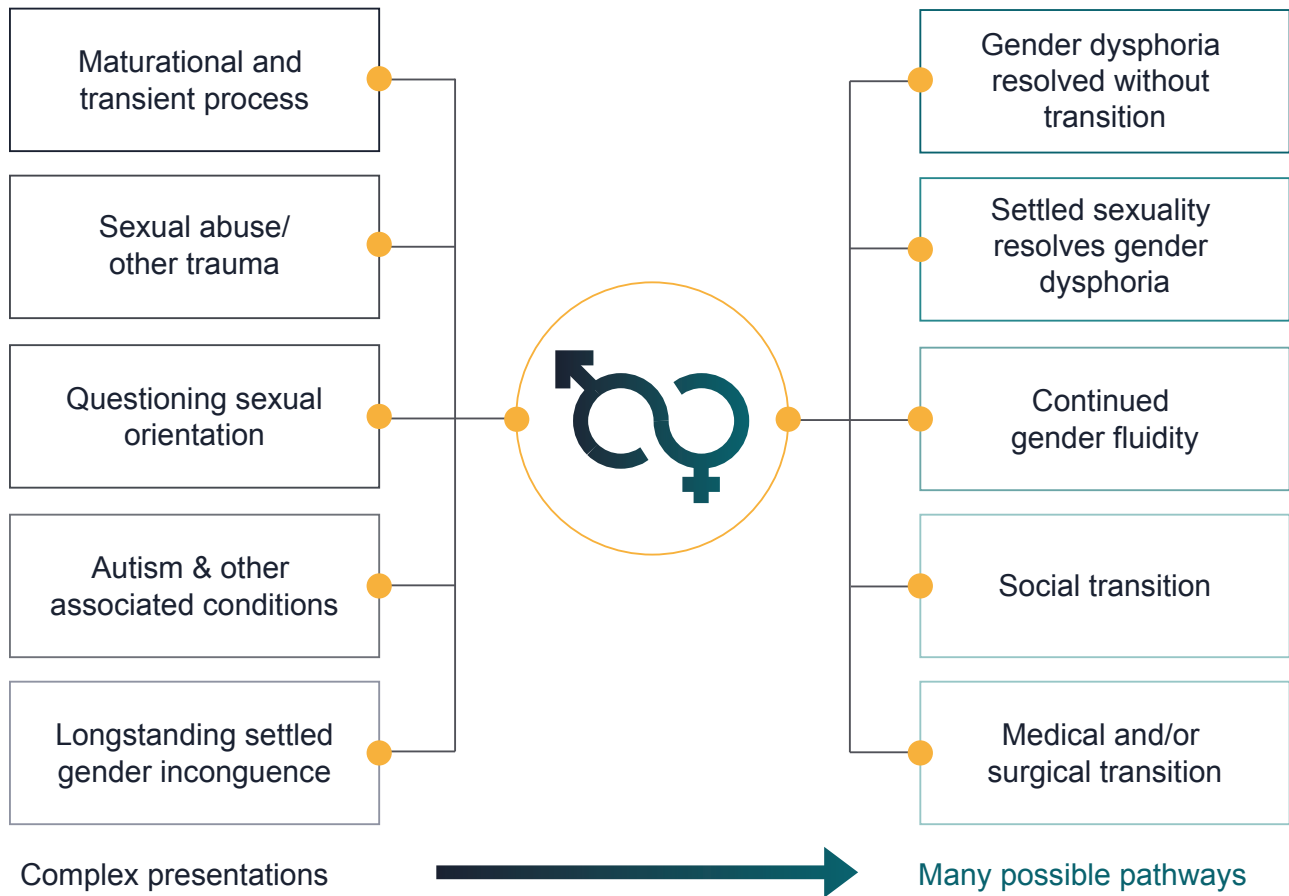 Maturational and
transient process
Sexual abuse/
other trauma
Questioning sexual
orientation
Autism & other
associated conditions
Longstanding settled
gender inconguence
Complex presentations
Gender dysphoria
resolved without
transition
Settled sexuality
resolves gender
dysphoria
Continued
gender fluidity
Social transition
Medical and/or
surgical transition
Many possible pathways